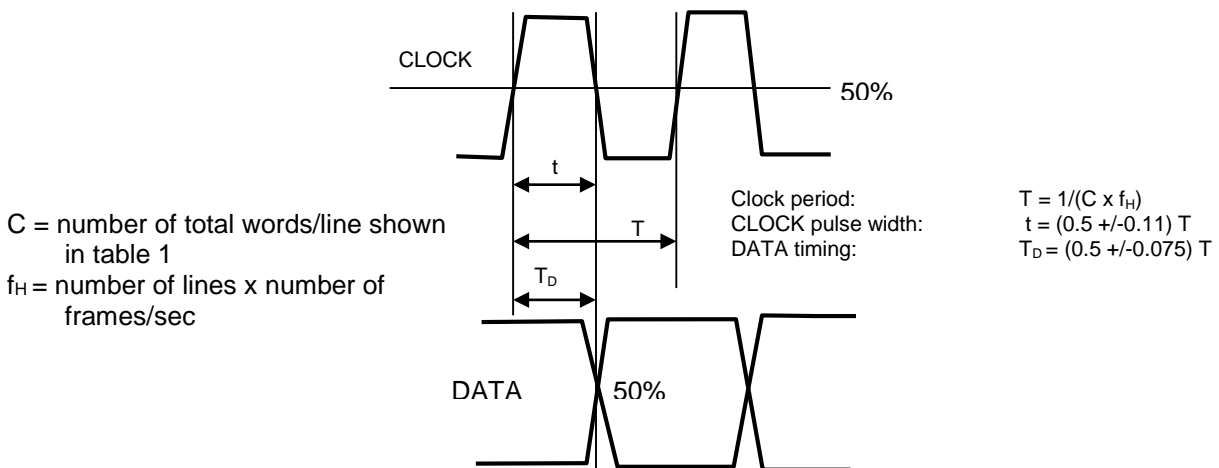 CLOCK
50%
t
C = number of total words/line shown
in table 1
fH = number of lines x number of
frames/sec
Clock period: T = 1/(C x fH)
CLOCK pulse width: t = (0.5 +/-0.11) T
DATA timing: TD = (0.5 +/-0.075) T
T
TD
DATA
50%